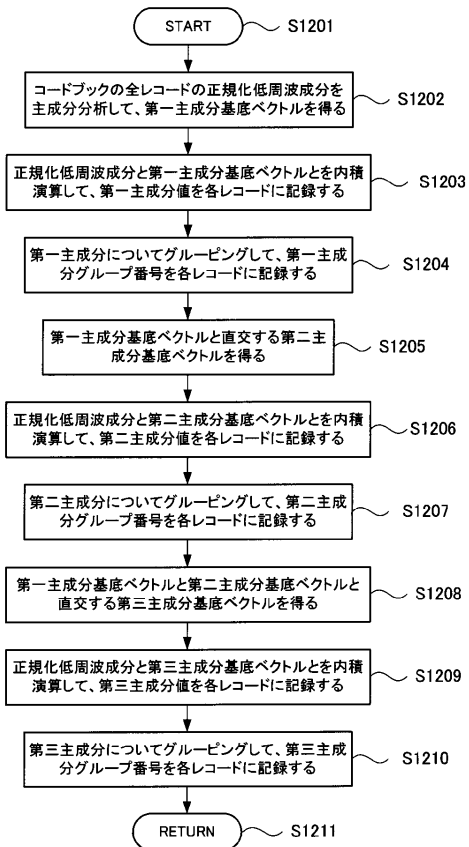 START
S1201
コードブックの全レコードの正規化低周波成分を
主成分分析して、第一主成分基底ベクトルを得る
S1202
正規化低周波成分と第一主成分基底ベクトルとを内積
演算して、第一主成分値を各レコードに記録する
S1203
第一主成分についてグルーピングして、第一主成
分グループ番号を各レコードに記録する
S1204
第一主成分基底ベクトルと直交する第二主
成分基底ベクトルを得る
S1205
正規化低周波成分と第二主成分基底ベクトルとを内積
演算して、第二主成分値を各レコードに記録する
S1206
第二主成分についてグルーピングして、第二主成
分グループ番号を各レコードに記録する
S1207
第一主成分基底ベクトルと第二主成分基底ベクトルと
直交する第三主成分基底ベクトルを得る
S1208
正規化低周波成分と第三主成分基底ベクトルとを内積
演算して、第三主成分値を各レコードに記録する
S1209
第三主成分についてグルーピングして、第三主成
分グループ番号を各レコードに記録する
S1210
RETURN
S1211